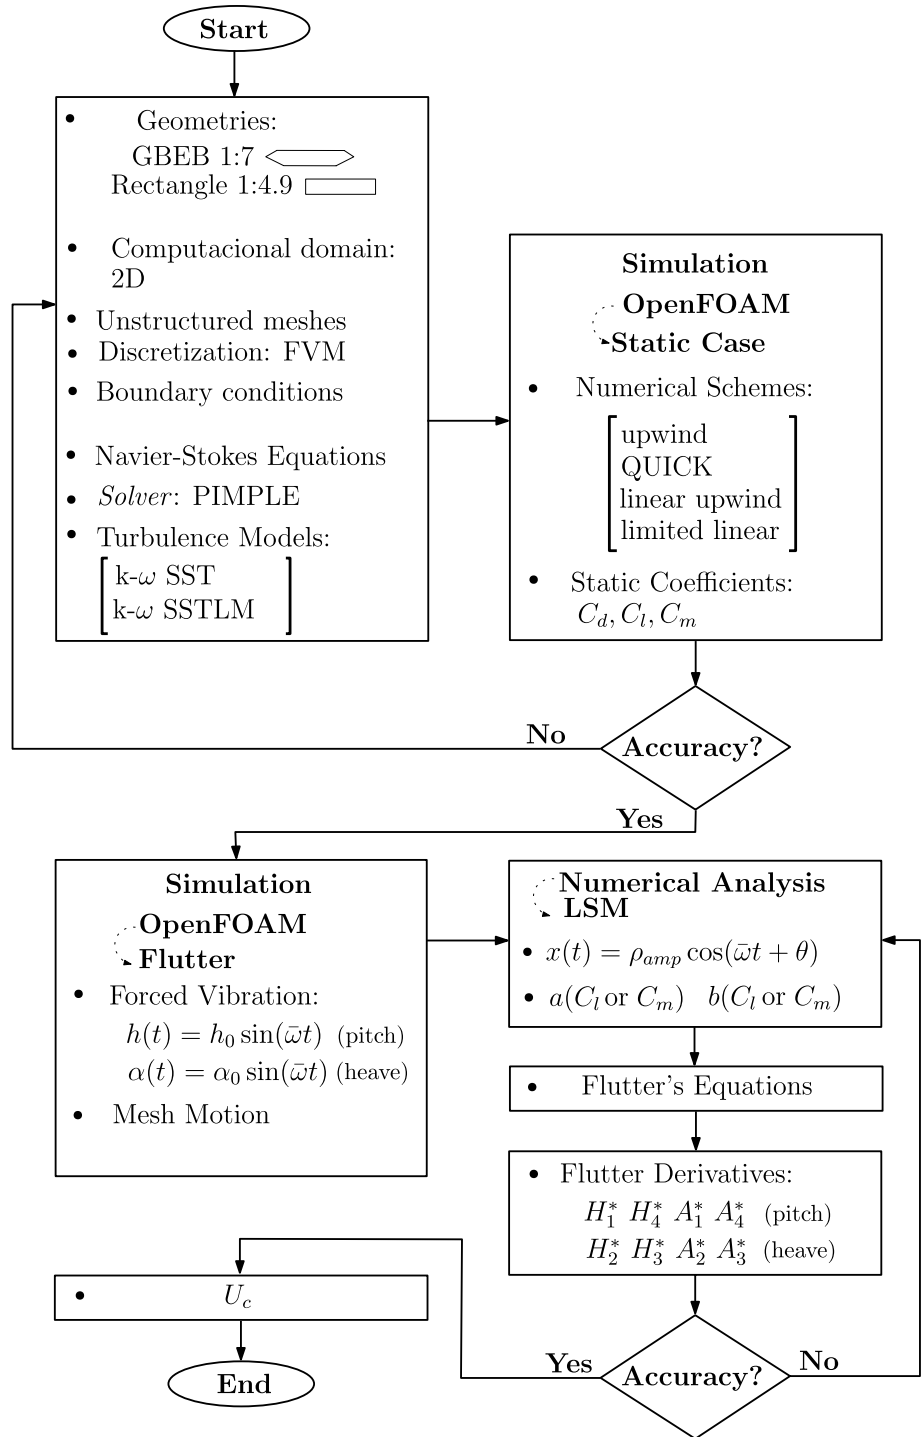 Start
• Geometries:
GBEB 1:7
Rectangle 1:4.9
• Computacional domain:
2D
• Unstructured meshes
• Discretization: FVM
• Boundary conditions
• Navier-Stokes Equations
• Solver: PIMPLE
• Turbulence Models:
k-ω SST
k-ω SSTLM
Simulation
OpenFOAM
Static Case
• Numerical Schemes:
upwind
QUICK
linear upwind
limited linear
• Static Coefficients:
C_d, C_l, C_m
Accuracy?
No
Yes
Simulation
OpenFOAM
Flutter
• Forced Vibration:
h(t) = h_0 sin(ω̄t) (pitch)
α(t) = α_0 sin(ω̄t) (heave)
• Mesh Motion
Numerical Analysis
LSM
• x(t) = ρ_{amp} cos(ω̄t + θ)
• a(C_l or C_m) b(C_l or C_m)
• Flutter's Equations
• Flutter Derivatives:
H_1^* H_4^* A_1^* A_4^* (pitch)
H_2^* H_3^* A_2^* A_3^* (heave)
Accuracy?
No
Yes
• U_c
End